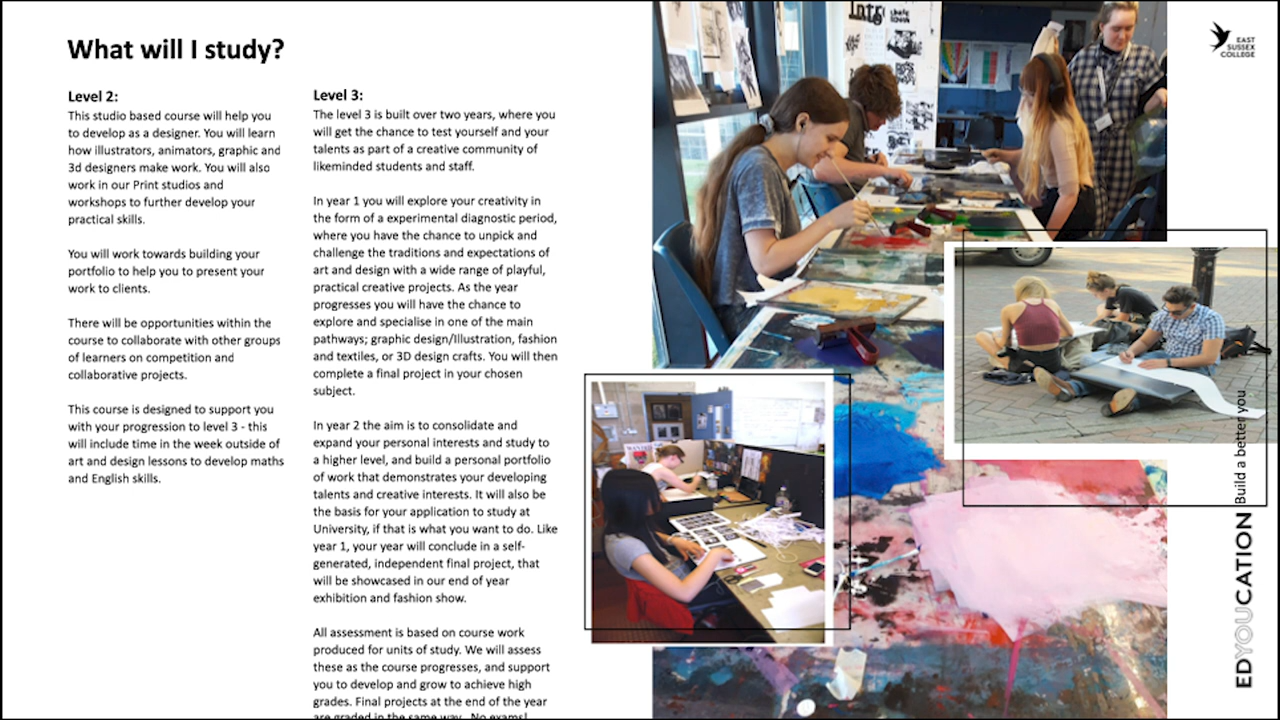 What will I study?
Level 2:
This studio based course will help you
to develop as a designer. You will learn
how illustrators, animators, graphic and
3d designers make work. You will also
work in our Print studios and
workshops to further develop your
practical skills.
You will work towards building your
portfolio to help you to present your
work to clients.
There will be opportunities within the
course to collaborate with other groups
of learners on competition and
collaborative projects.
This course is designed to support you
with your progression to level 3 - this
will include time in the week outside of
art and design lessons to develop maths
and English skills.
Level 3:
The level 3 is built over two years, where you
will get the chance to test yourself and your
talents as part of a creative community of
likeminded students and staff.
In year 1 you will explore your creativity in
the form of a experimental diagnostic period,
where you have the chance to unpick and
challenge the traditions and expectations of
art and design with a wide range of playful,
practical creative projects. As the year
progresses you will have the chance to
explore and specialise in one of the main
pathways; graphic design/Illustration, fashion
and textiles, or 3D design crafts. You will then
complete a final project in your chosen
subject.
In year 2 the aim is to consolidate and
expand your personal interests and study to
a higher level, and build a personal portfolio
of work that demonstrates your developing
talents and creative interests. It will also be
the basis for your application to study at
University, if that is what you want to do. Like
year 1, your year will conclude in a self-
generated, independent final project, that
will be showcased in our end of year
exhibition and fashion show.
All assessment is based on course work
produced for units of study. We will assess
these as the course progresses, and support
you to develop and grow to achieve high
grades. Final projects at the end of the year
are graded in the same way. No exams!
EAST
SUSSEX
COLLEGE
EDYOUCATION Build a better you